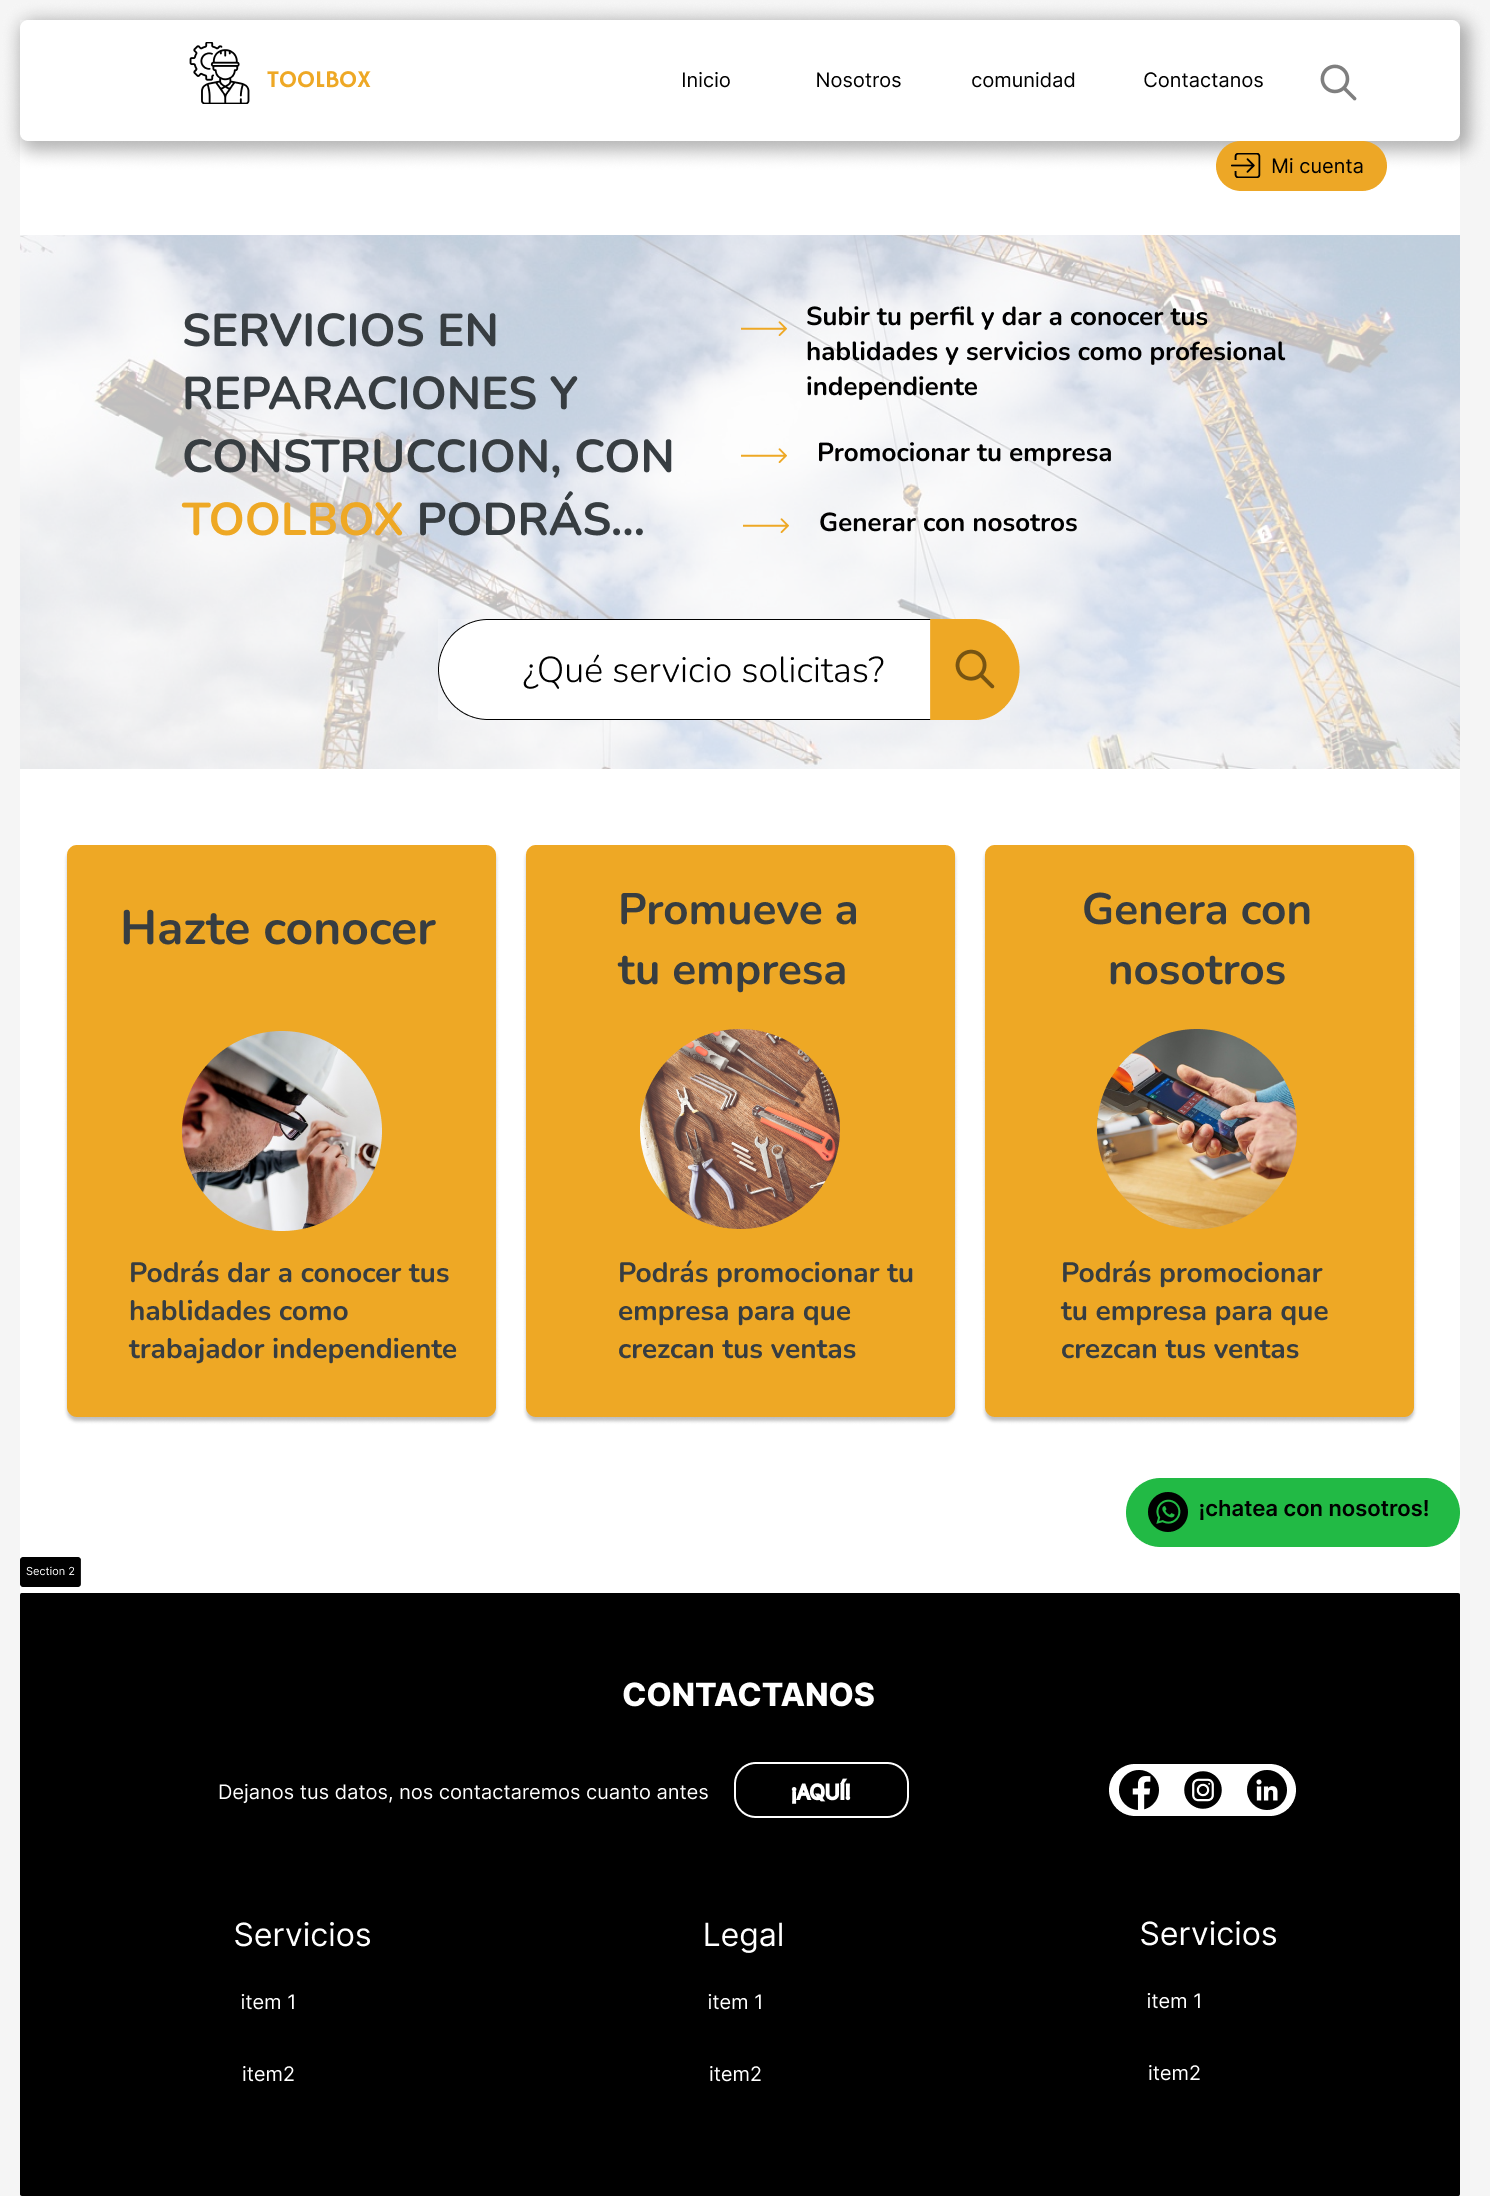 TOOLBOX
Inicio
Nosotros
comunidad
Contactanos
Mi cuenta
SERVICIOS EN
REPARACIONES Y
CONSTRUCCION, CON
TOOLBOX PODRÁS...
Subir tu perfil y dar a conocer tus
hablidades y servicios como profesional
independiente
Promocionar tu empresa
Generar con nosotros
¿Qué servicio solicitas?
Hazte conocer
Podrás dar a conocer tus
hablidades como
trabajador independiente
Promueve a
tu empresa
Podrás promocionar tu
empresa para que
crezcan tus ventas
Genera con
nosotros
Podrás promocionar
tu empresa para que
crezcan tus ventas
¡chatea con nosotros!
Section 2
CONTACTANOS
Dejanos tus datos, nos contactaremos cuanto antes
¡AQUÍ!
Servicios
item 1
item2
Legal
item 1
item2
Servicios
item 1
item2